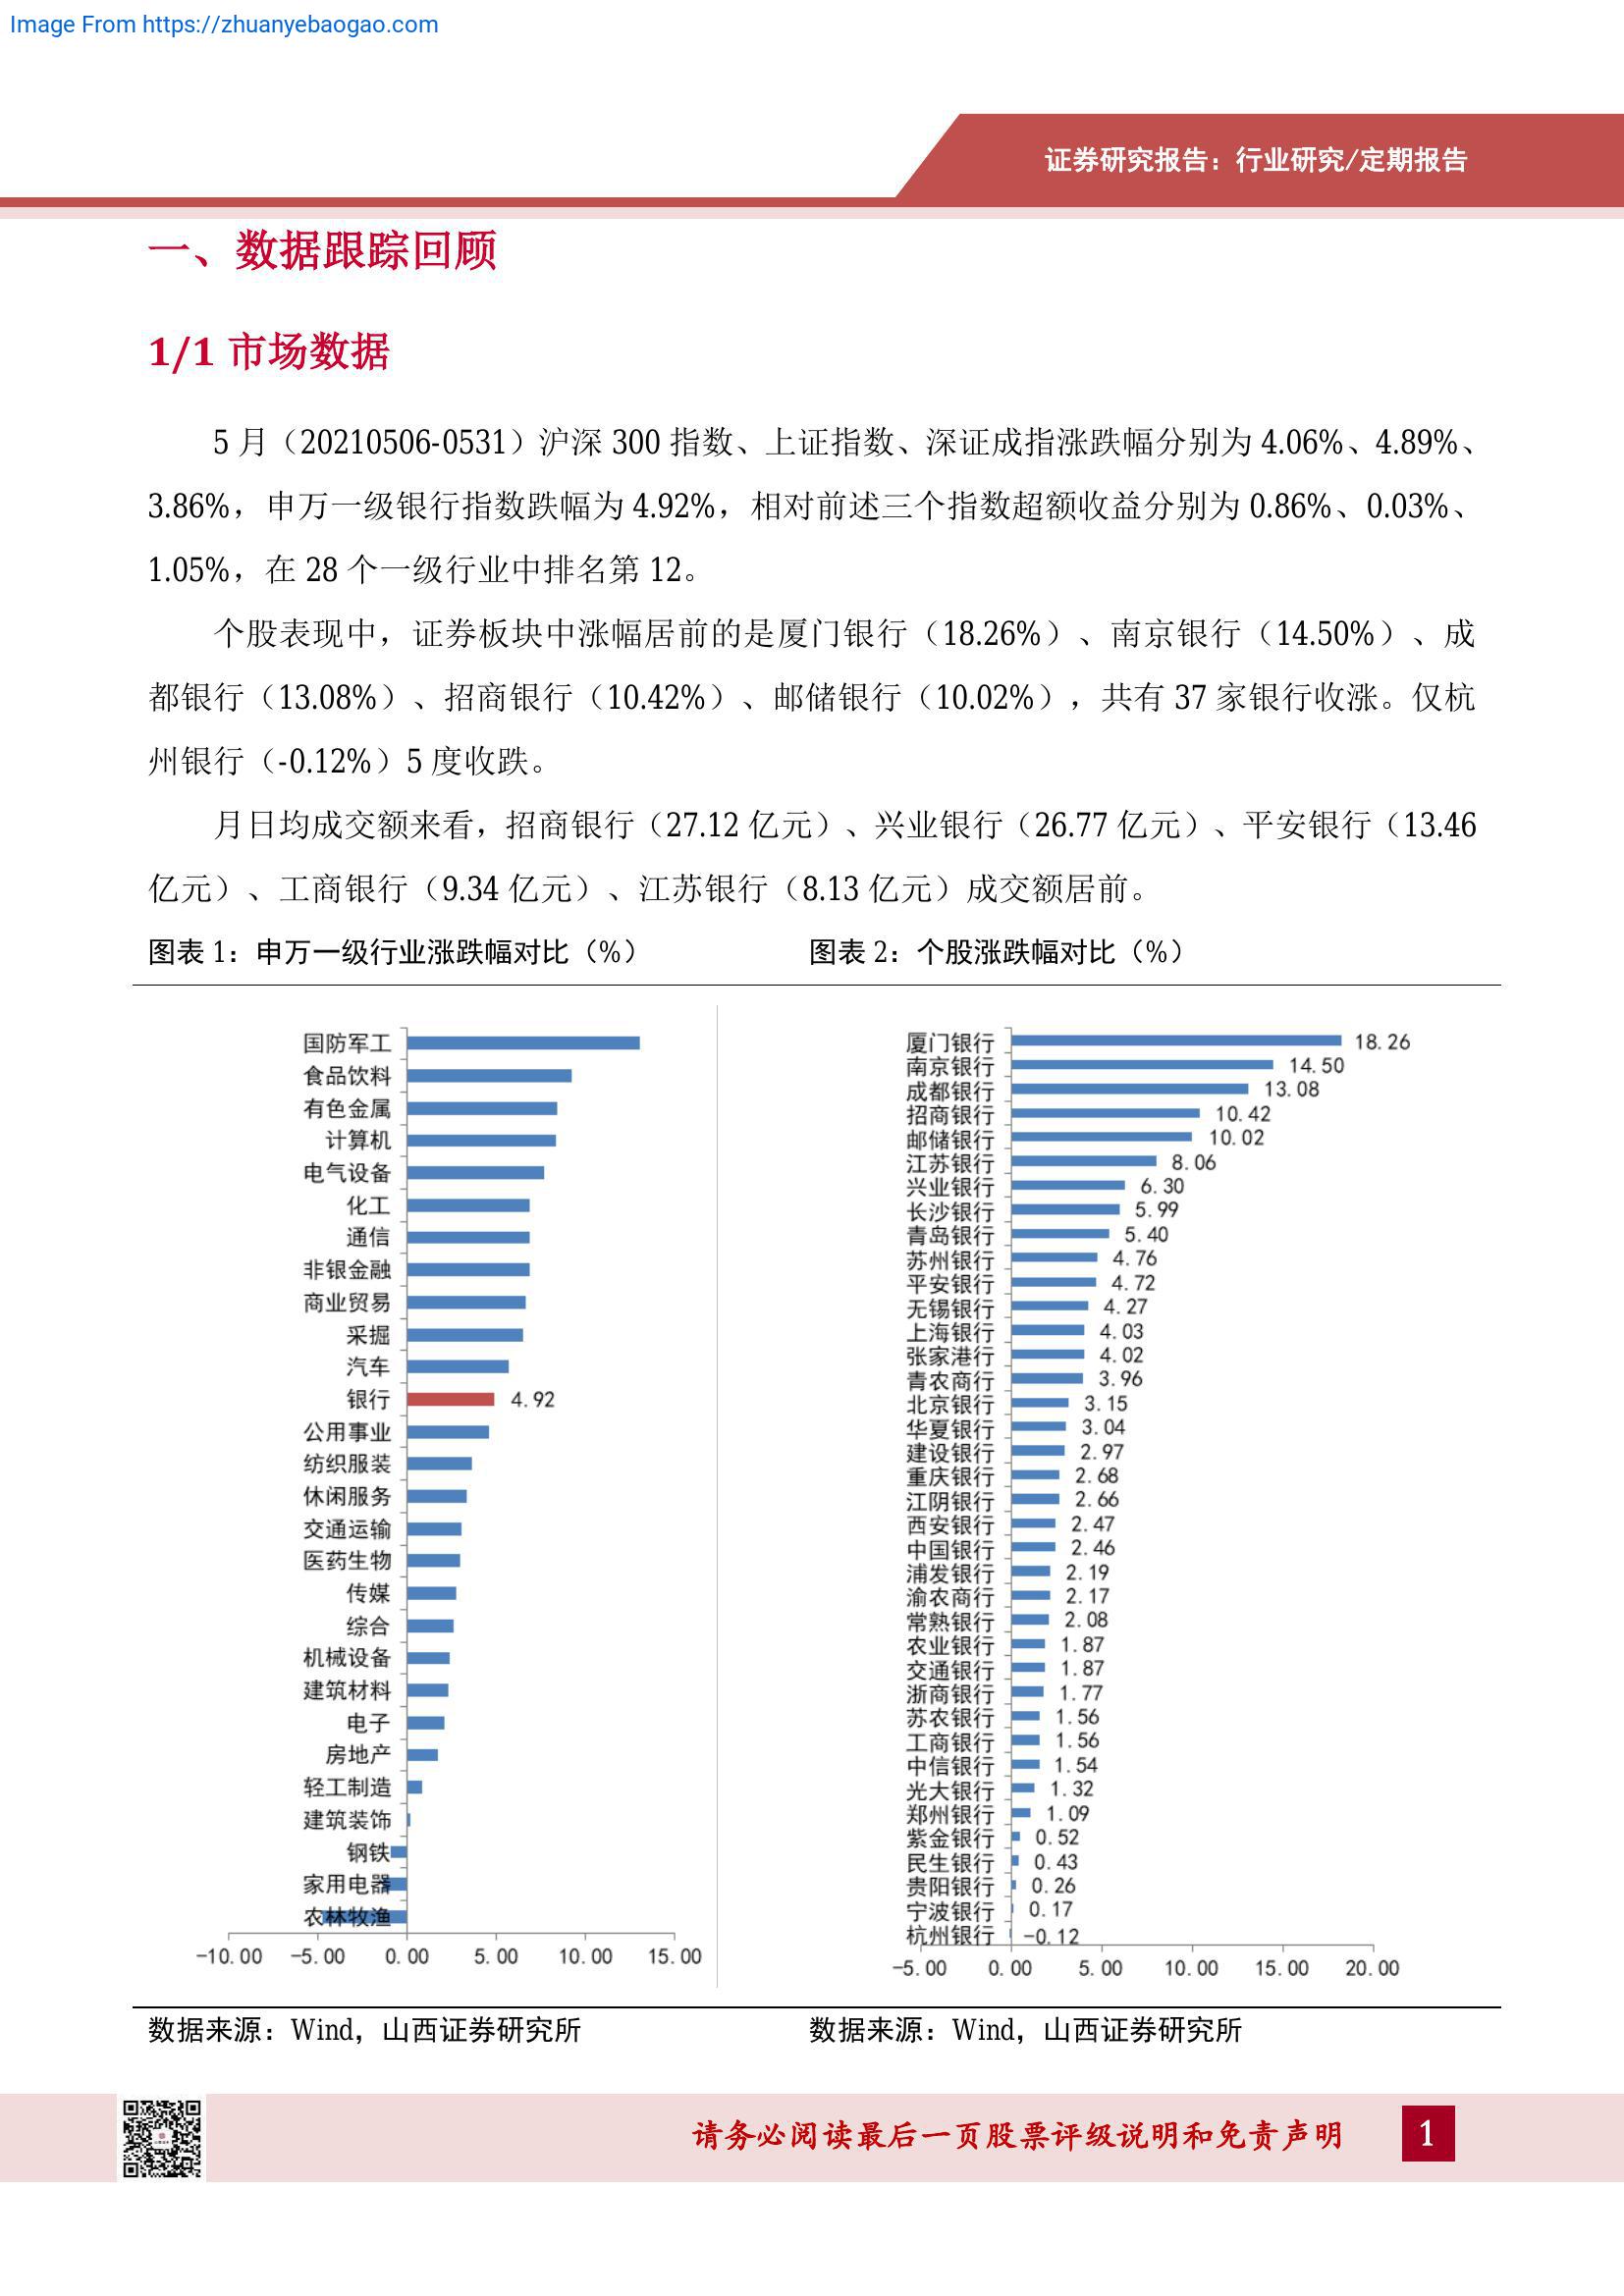 Image From https://zhuanyebaogao.com
证券研究报告：行业研究/定期报告
一、数据跟踪回顾
1/1 市场数据
5 月（20210506-0531）沪深 300 指数、上证指数、深证成指涨跌幅分别为 4.06%、4.89%、
3.86%，申万一级银行指数跌幅为 4.92%，相对前述三个指数超额收益分别为 0.86%、0.03%、
1.05%，在 28 个一级行业中排名第 12。
个股表现中，证券板块中涨幅居前的是厦门银行（18.26%）、南京银行（14.50%）、成
都银行（13.08%）、招商银行（10.42%）、邮储银行（10.02%），共有 37 家银行收涨。仅杭
州银行（-0.12%）5 度收跌。
月日均成交额来看，招商银行（27.12 亿元）、兴业银行（26.77 亿元）、平安银行（13.46
亿元）、工商银行（9.34 亿元）、江苏银行（8.13 亿元）成交额居前。
图表 1：申万一级行业涨跌幅对比（%）
国防军工
食品饮料
有色金属
计算机
电气设备
化工
通信
非银金融
商业贸易
采掘
汽车
银行 4.92
公用事业
纺织服装
休闲服务
交通运输
医药生物
传媒
综合
机械设备
建筑材料
电子
房地产
轻工制造
建筑装饰
钢铁
家用电器
农林牧渔
-10.00 -5.00 0.00 5.00 10.00 15.00
数据来源：Wind，山西证券研究所
图表 2：个股涨跌幅对比（%）
厦门银行 18.26
南京银行 14.50
成都银行 13.08
招商银行 10.42
邮储银行 10.02
江苏银行 8.06
兴业银行 6.30
长沙银行 5.99
青岛银行 5.40
苏州银行 4.76
平安银行 4.72
无锡银行 4.27
上海银行 4.03
张家港行 4.02
青农商行 3.96
北京银行 3.15
华夏银行 3.04
建设银行 2.97
重庆银行 2.68
江阴银行 2.66
西安银行 2.47
中国银行 2.46
浦发银行 2.19
渝农商行 2.17
常熟银行 2.08
农业银行 1.87
交通银行 1.87
浙商银行 1.77
苏农银行 1.56
工商银行 1.56
中信银行 1.54
光大银行 1.32
郑州银行 1.09
紫金银行 0.52
民生银行 0.43
贵阳银行 0.26
宁波银行 0.17
杭州银行 -0.12
-5.00 0.00 5.00 10.00 15.00 20.00
数据来源：Wind，山西证券研究所
请务必阅读最后一页股票评级说明和免责声明
1